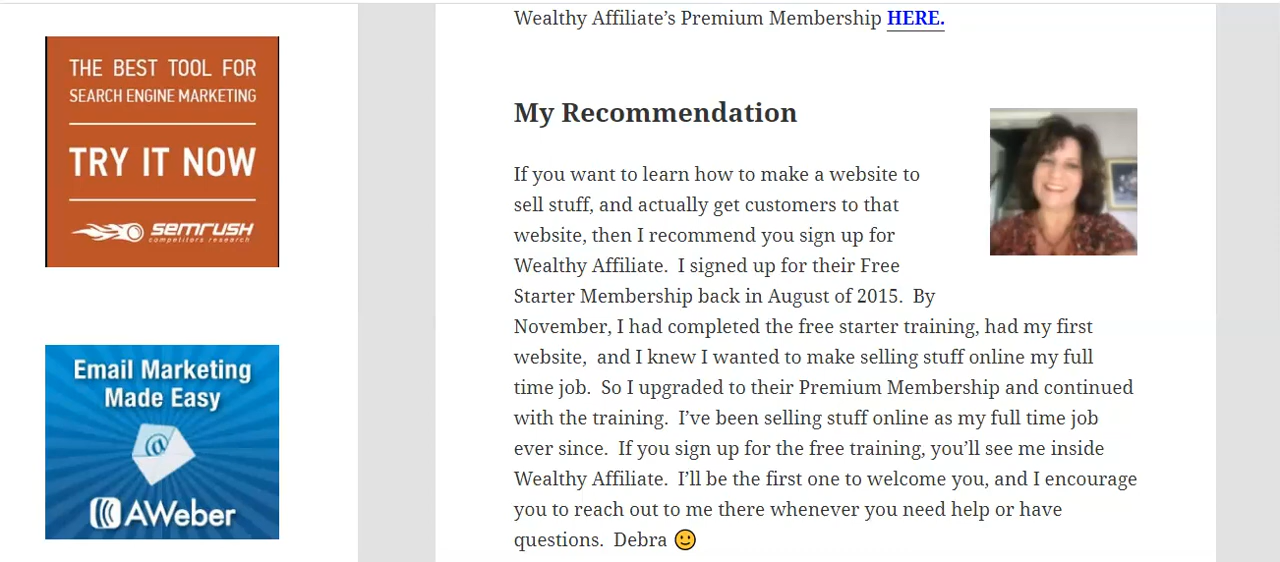 THE BEST TOOL FOR
SEARCH ENGINE MARKETING
TRY IT NOW
semrush
competitors research
Email Marketing
Made Easy
@
AWeber
Wealthy Affiliate’s Premium Membership HERE.
My Recommendation
If you want to learn how to make a website to
sell stuff, and actually get customers to that
website, then I recommend you sign up for
Wealthy Affiliate.  I signed up for their Free
Starter Membership back in August of 2015.  By
November, I had completed the free starter training, had my first
website,  and I knew I wanted to make selling stuff online my full
time job.  So I upgraded to their Premium Membership and continued
with the training.  I’ve been selling stuff online as my full time job
ever since.  If you sign up for the free training, you’ll see me inside
Wealthy Affiliate.  I’ll be the first one to welcome you, and I encourage
you to reach out to me there whenever you need help or have
questions.  Debra 🙂